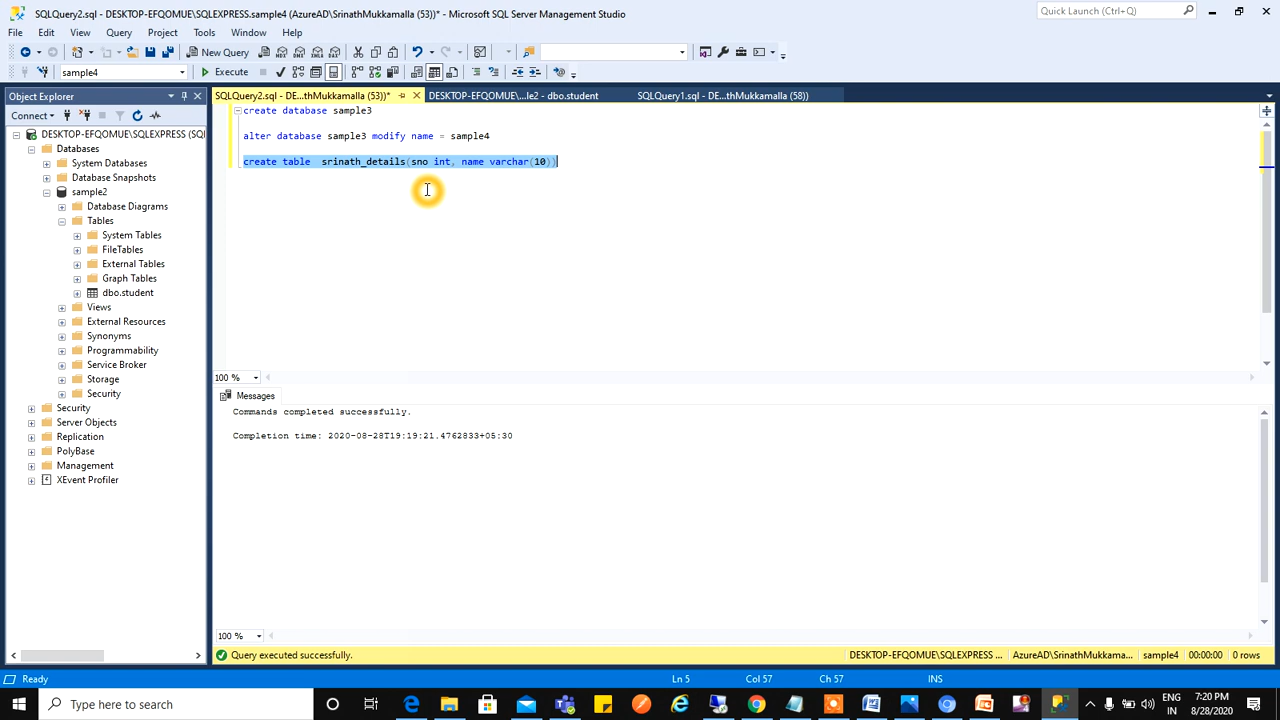 SQLQuery2.sql - DESKTOP-EFQOMUE\SQLEXPRESS.sample4 (AzureAD\SrinathMukkamalla (53))* - Microsoft SQL Server Management Studio
Quick Launch (Ctrl+Q)
File Edit View Query Project Tools Window Help
New Query
MDX DMX XMLA DAX
sample4
Execute
Object Explorer
SQLQuery2.sql - DE...thMukkamalla (53))*
DESKTOP-EFQOMUE\...le2 - dbo.student
SQLQuery1.sql - DE...thMukkamalla (58))
Connect
DESKTOP-EFQOMUE\SQLEXPRESS (SQ
Databases
System Databases
Database Snapshots
sample2
Database Diagrams
Tables
System Tables
FileTables
External Tables
Graph Tables
dbo.student
Views
External Resources
Synonyms
Programmability
Service Broker
Storage
Security
Security
Server Objects
Replication
PolyBase
Management
XEvent Profiler
create database sample3
alter database sample3 modify name = sample4
create table  srinath_details(sno int, name varchar(10))
100 %
Messages
Commands completed successfully.
Completion time: 2020-08-28T19:19:21.4762833+05:30
100 %
Query executed successfully.
DESKTOP-EFQOMUE\SQLEXPRESS ...
AzureAD\SrinathMukkama...
sample4
00:00:00
0 rows
Ready
Ln 5
Col 57
Ch 57
INS
Type here to search
ENG
IN
7:20 PM
8/28/2020